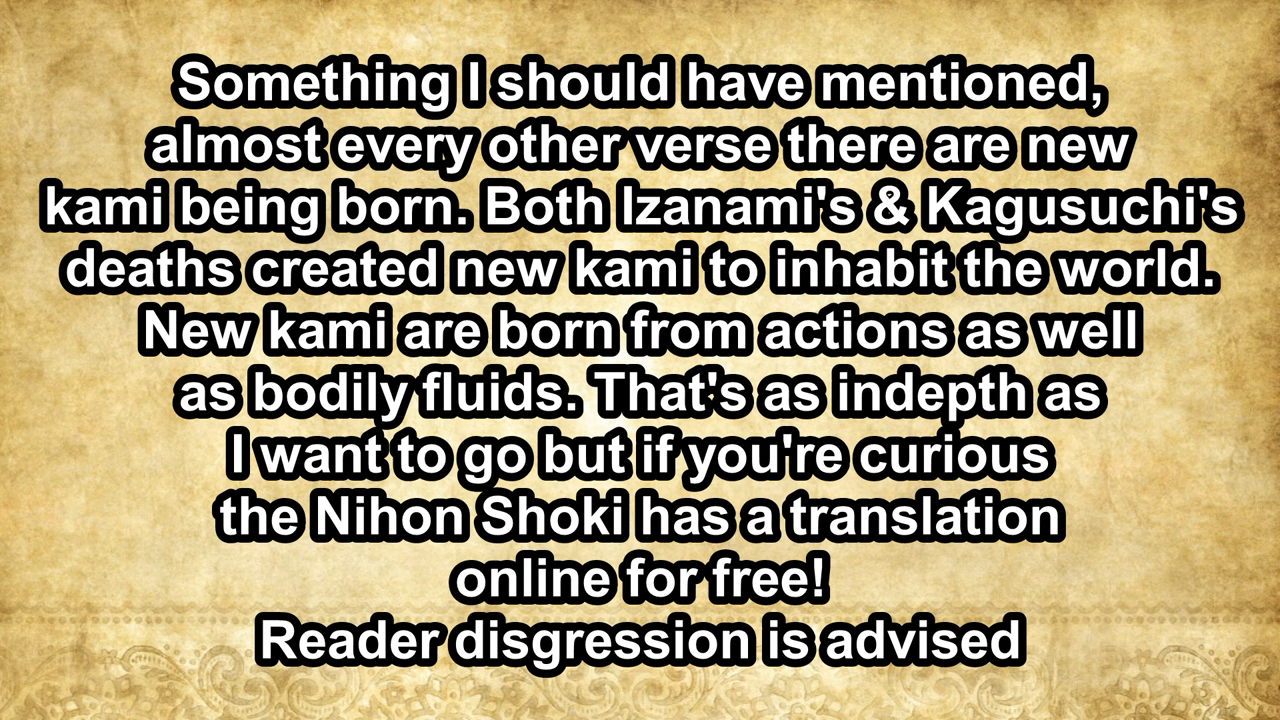 Something I should have mentioned,
almost every other verse there are new
kami being born. Both Izanami's & Kagusuchi's
deaths created new kami to inhabit the world.
New kami are born from actions as well
as bodily fluids. That's as indepth as
I want to go but if you're curious
the Nihon Shoki has a translation
online for free!
Reader disgression is advised